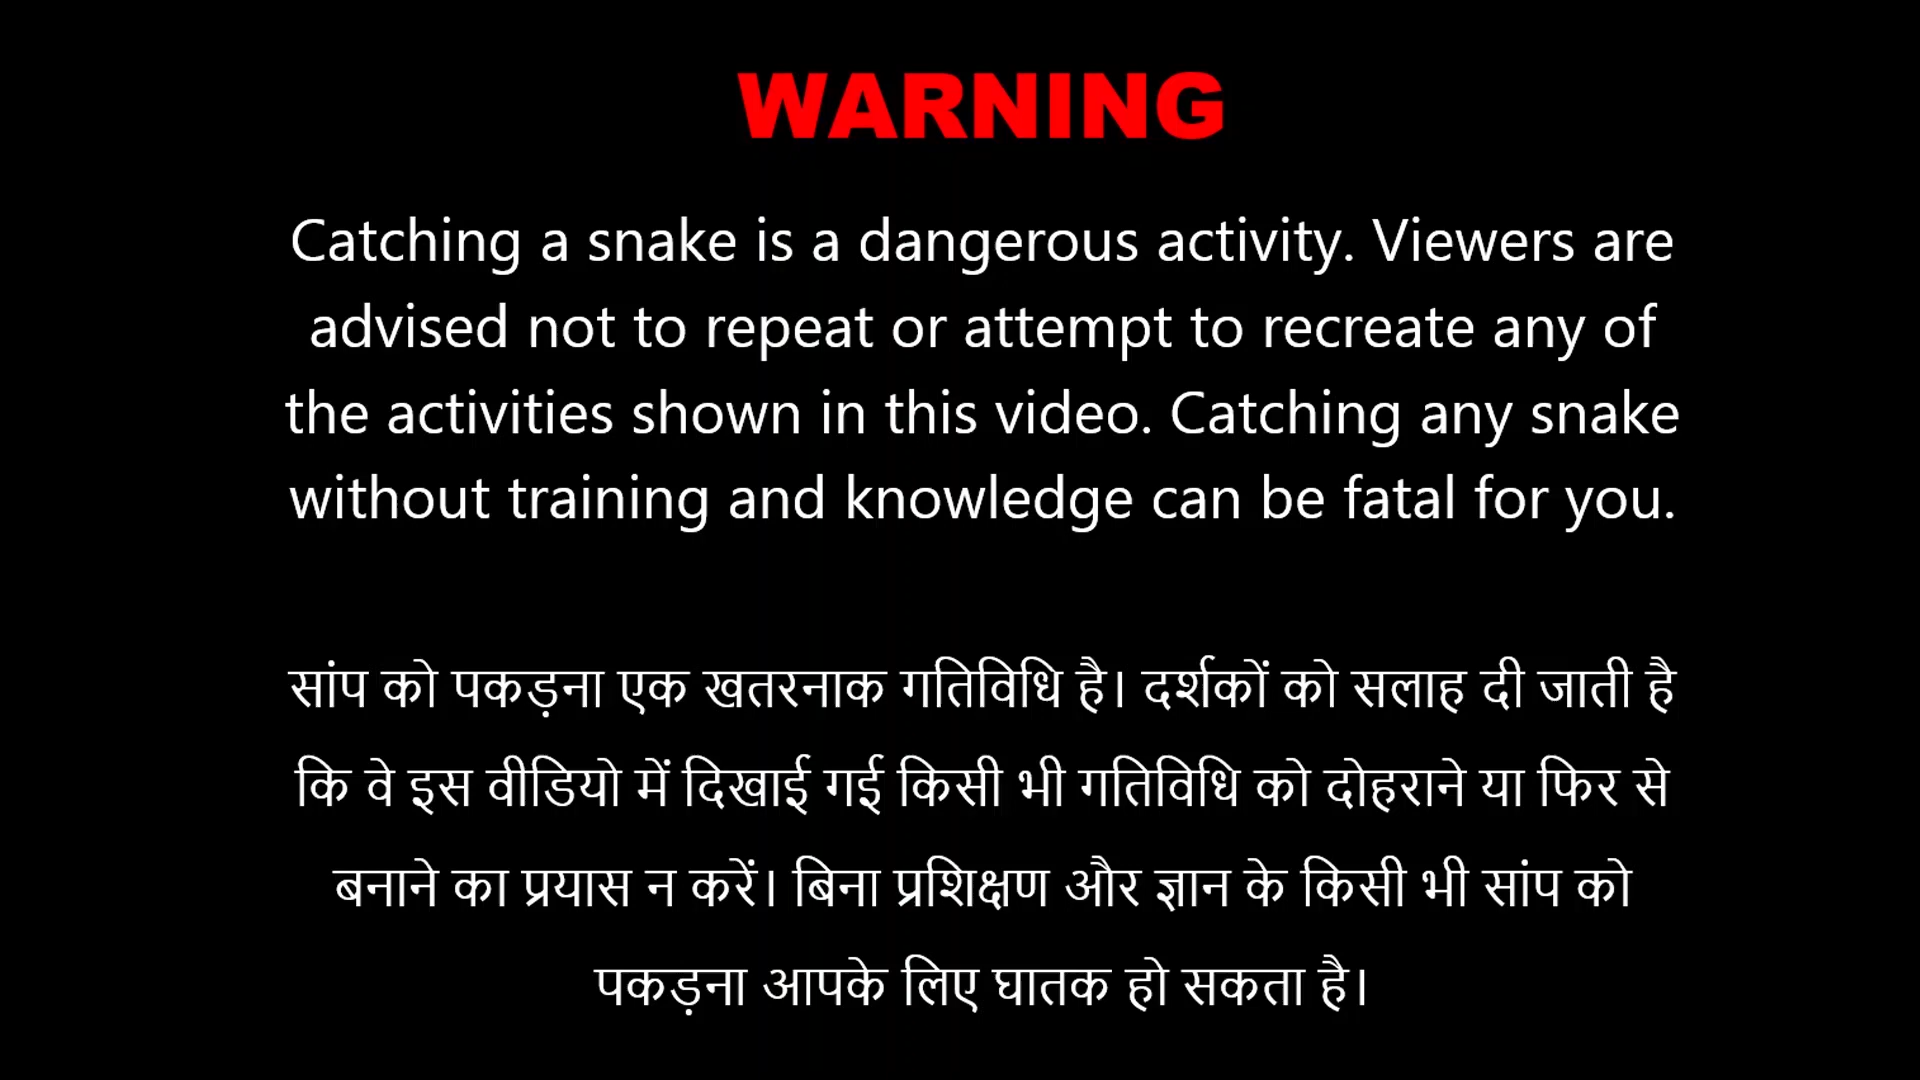 WARNING
Catching a snake is a dangerous activity. Viewers are
advised not to repeat or attempt to recreate any of
the activities shown in this video. Catching any snake
without training and knowledge can be fatal for you.
सांप को पकड़ना एक खतरनाक गतिविधि है। दर्शकों को सलाह दी जाती है
कि वे इस वीडियो में दिखाई गई किसी भी गतिविधि को दोहराने या फिर से
बनाने का प्रयास न करें। बिना प्रशिक्षण और ज्ञान के किसी भी सांप को
पकड़ना आपके लिए घातक हो सकता है।